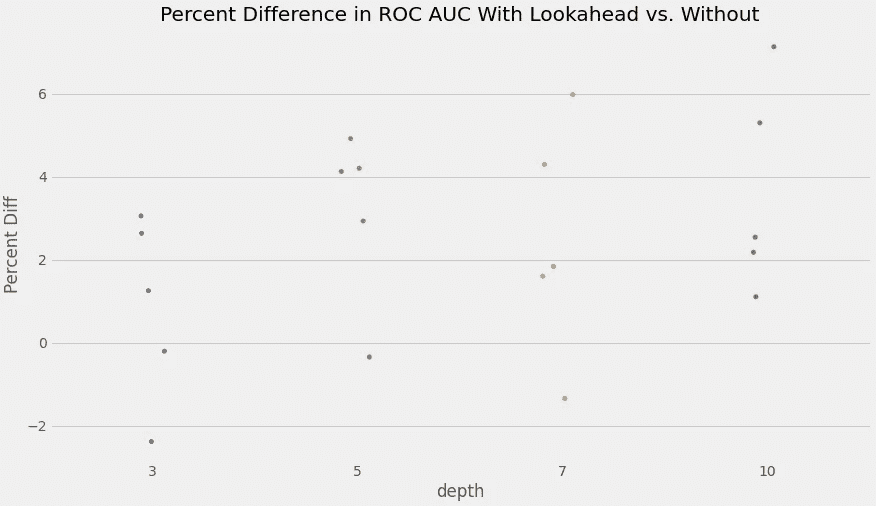 Percent Difference in ROC AUC With Lookahead vs. Without
Percent Diff
6
4
2
0
−2
3 5 7 10
depth